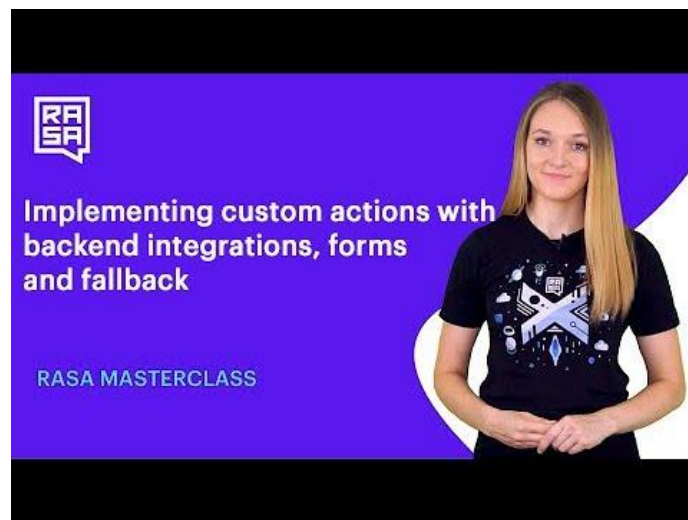 RA
SA
Implementing custom actions with
backend integrations, forms
and fallback
RASA MASTERCLASS